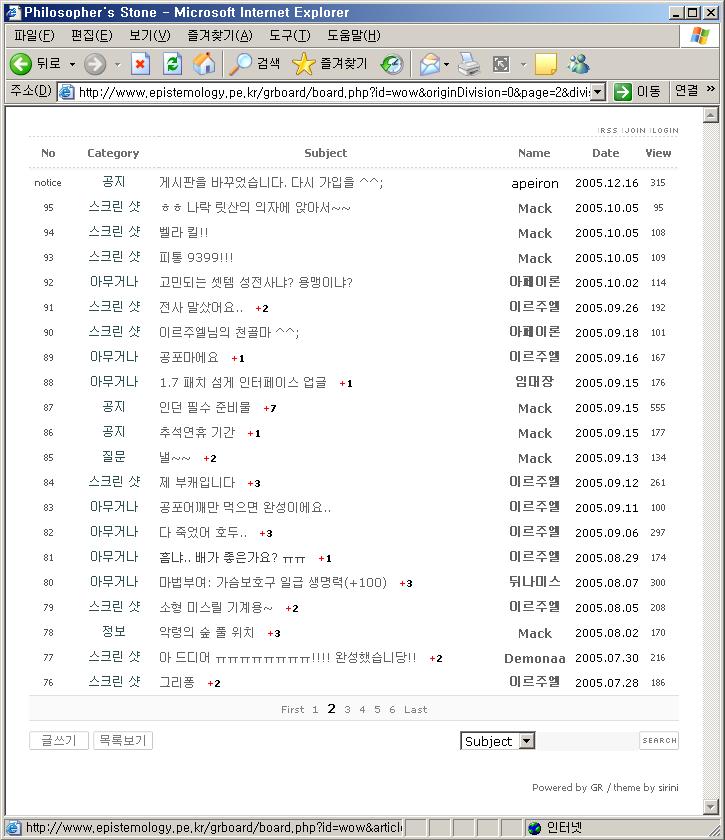 Philosopher's Stone - Microsoft Internet Explorer
파일(F) 편집(E) 보기(V) 즐겨찾기(A) 도구(T) 도움말(H)
뒤로 검색 즐겨찾기
주소(D) http://www.epistemology.pe.kr/grboard/board.php?id=wow&originDivision=0&page=2&divi 이동 연결 »
|RSS |JOIN |LOGIN
No Category Subject Name Date View
notice 공지 게시판을 바꾸었습니다. 다시 가입을 ^^; apeiron 2005.12.16 315
95 스크린 샷 ㅎㅎ 나락 릿산의 의자에 앉아서~~ Mack 2005.10.05 95
94 스크린 샷 벨라 킬!! Mack 2005.10.05 108
93 스크린 샷 피통 9399!!! Mack 2005.10.05 109
92 아무거나 고민되는 셋템 성전사냐? 용맹이냐? 아페이론 2005.10.02 114
91 스크린 샷 전사 말샀어요.. +2 이르주엘 2005.09.26 192
90 스크린 샷 이르주엘님의 천골마 ^^; 아페이론 2005.09.18 101
89 아무거나 공포마에요 +1 이르주엘 2005.09.16 167
88 아무거나 1.7 패치 섬게 인터페이스 업글 +1 임대장 2005.09.15 176
87 공지 인던 필수 준비물 +7 Mack 2005.09.15 555
86 공지 추석연휴 기간 +1 Mack 2005.09.15 177
85 질문 낼~~ +2 Mack 2005.09.13 134
84 스크린 샷 제 부캐입니다 +3 이르주엘 2005.09.12 261
83 아무거나 공포어깨만 먹으면 완성이에요.. 이르주엘 2005.09.11 100
82 아무거나 다 죽었어 호두.. +3 이르주엘 2005.09.06 297
81 아무거나 흠냐.. 배가 좋은가요? ㅠㅠ +1 이르주엘 2005.08.29 174
80 아무거나 마법부여: 가슴보호구 일급 생명력(+100) +3 뒤나미스 2005.08.07 300
79 스크린 샷 소형 미스릴 기계용~ +2 이르주엘 2005.08.05 208
78 정보 악령의 숲 풀 위치 +3 Mack 2005.08.02 170
77 스크린 샷 아 드디어 ㅠㅠㅠㅠㅠㅠㅠㅠ!!!! 완성했습니당!! +2 Demonaa 2005.07.30 216
76 스크린 샷 그리퐁 +2 이르주엘 2005.07.28 186
First 1 2 3 4 5 6 Last
글쓰기 목록보기 Subject SEARCH
Powered by GR / theme by sirini
http://www.epistemology.pe.kr/grboard/board.php?id=wow&articl 인터넷